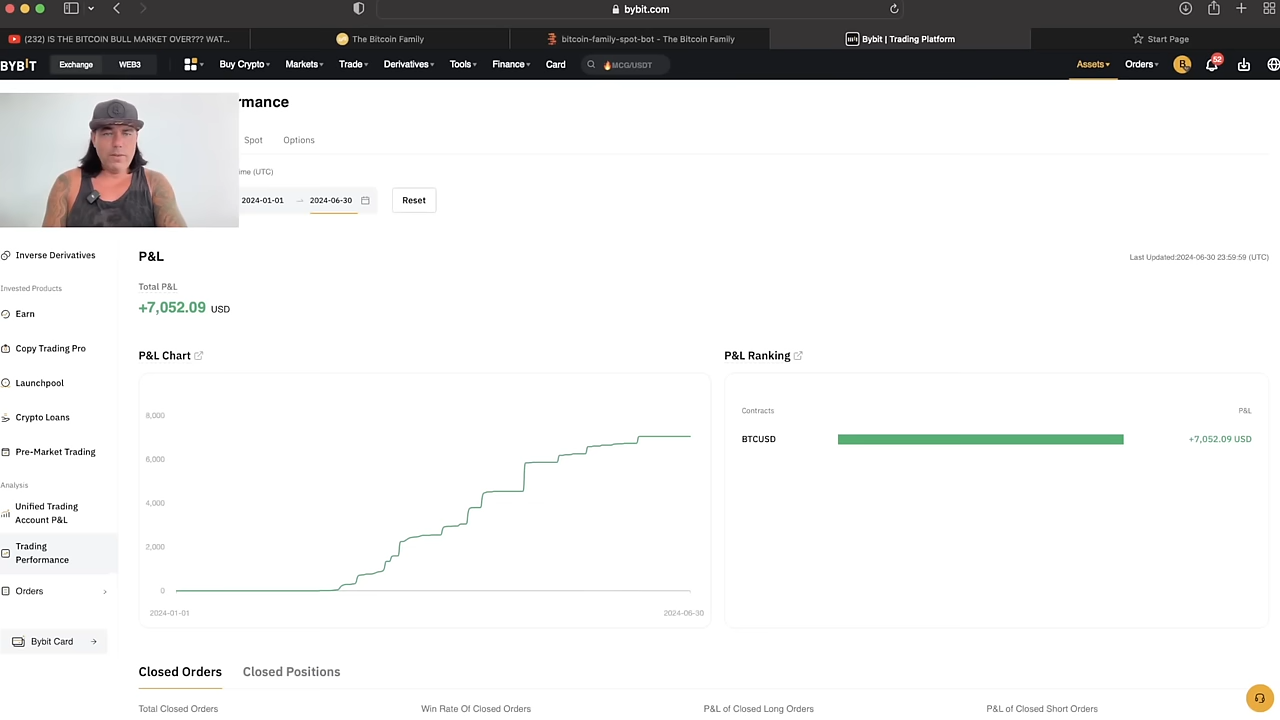 bybit.com
(232) IS THE BITCOIN BULL MARKET OVER??? WAT...
The Bitcoin Family
bitcoin-family-spot-bot - The Bitcoin Family
Bybit | Trading Platform
Start Page
BYBIT
Exchange
WEB3
Buy Crypto
Markets
Trade
Derivatives
Tools
Finance
Card
MCG/USDT
Assets
Orders
52
rmance
Spot
Options
ime (UTC)
2024-01-01 → 2024-06-30
Reset
Inverse Derivatives
Invested Products
Earn
Copy Trading Pro
Launchpool
Crypto Loans
Pre-Market Trading
Analysis
Unified Trading
Account P&L
Trading
Performance
Orders
Bybit Card
P&L
Last Updated:2024-06-30 23:59:59 (UTC)
Total P&L
+7,052.09 USD
P&L Chart
8,000
6,000
4,000
2,000
0
2024-01-01
2024-06-30
P&L Ranking
Contracts
P&L
BTCUSD
+7,052.09 USD
Closed Orders
Closed Positions
Total Closed Orders
Win Rate Of Closed Orders
P&L of Closed Long Orders
P&L of Closed Short Orders